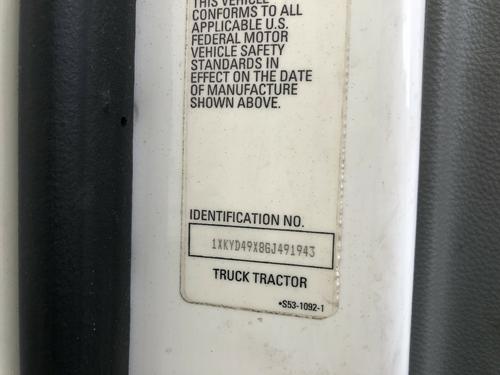 THIS VEHICLE
CONFORMS TO ALL
APPLICABLE U.S.
FEDERAL MOTOR
VEHICLE SAFETY
STANDARDS IN
EFFECT ON THE DATE
OF MANUFACTURE
SHOWN ABOVE.
IDENTIFICATION NO.
1XKYD49X8GJ491943
TRUCK TRACTOR
*S53-1092-1